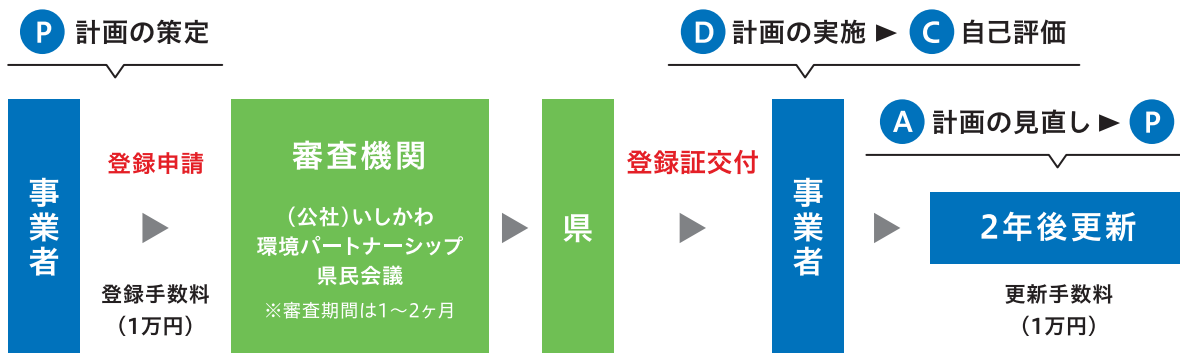 P 計画の策定
事業者
登録申請
登録手数料
（1万円）
審査機関
（公社）いしかわ
環境パートナーシップ
県民会議
※審査期間は1～2ヶ月
県
登録証交付
D 計画の実施 ▶ C 自己評価
事業者
A 計画の見直し ▶ P
2年後更新
更新手数料
（1万円）